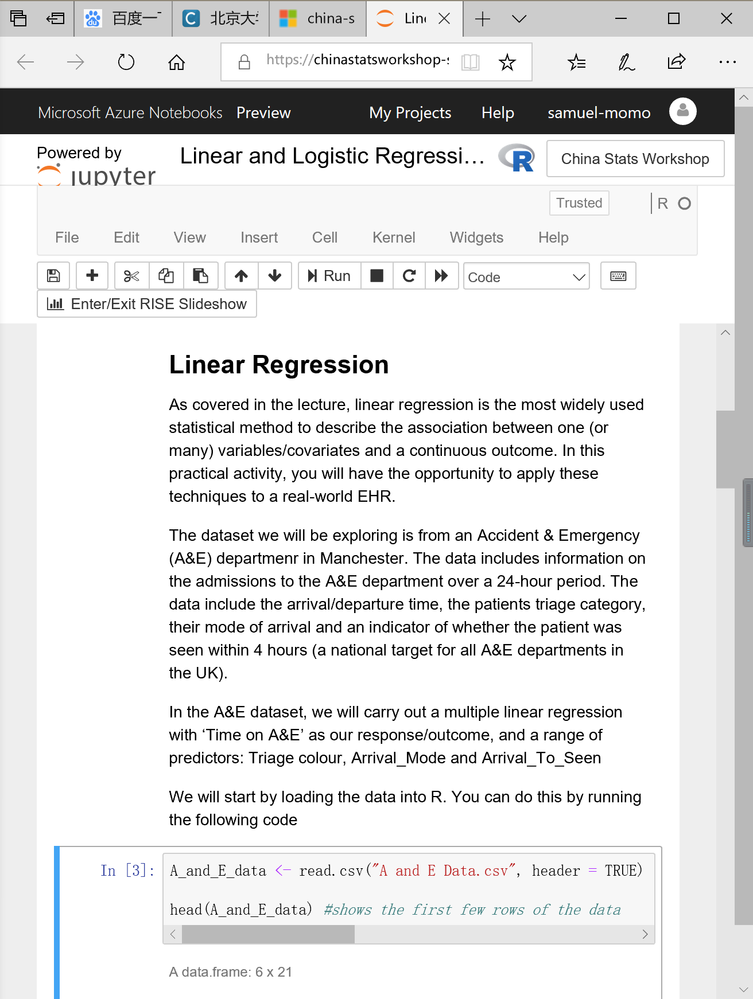 百度一
北京大
china-s
Lin
https://chinastatsworkshop-
Microsoft Azure Notebooks Preview My Projects Help samuel-momo
Powered by
jupyter
Linear and Logistic Regressi...
R
China Stats Workshop
Trusted
R
File Edit View Insert Cell Kernel Widgets Help
Run
Code
Enter/Exit RISE Slideshow
Linear Regression
As covered in the lecture, linear regression is the most widely used
statistical method to describe the association between one (or
many) variables/covariates and a continuous outcome. In this
practical activity, you will have the opportunity to apply these
techniques to a real-world EHR.
The dataset we will be exploring is from an Accident & Emergency
(A&E) departmenr in Manchester. The data includes information on
the admissions to the A&E department over a 24-hour period. The
data include the arrival/departure time, the patients triage category,
their mode of arrival and an indicator of whether the patient was
seen within 4 hours (a national target for all A&E departments in
the UK).
In the A&E dataset, we will carry out a multiple linear regression
with ‘Time on A&E’ as our response/outcome, and a range of
predictors: Triage colour, Arrival_Mode and Arrival_To_Seen
We will start by loading the data into R. You can do this by running
the following code
In [3]:
A_and_E_data <- read.csv("A and E Data.csv", header = TRUE)
head(A_and_E_data) #shows the first few rows of the data
A data.frame: 6 x 21